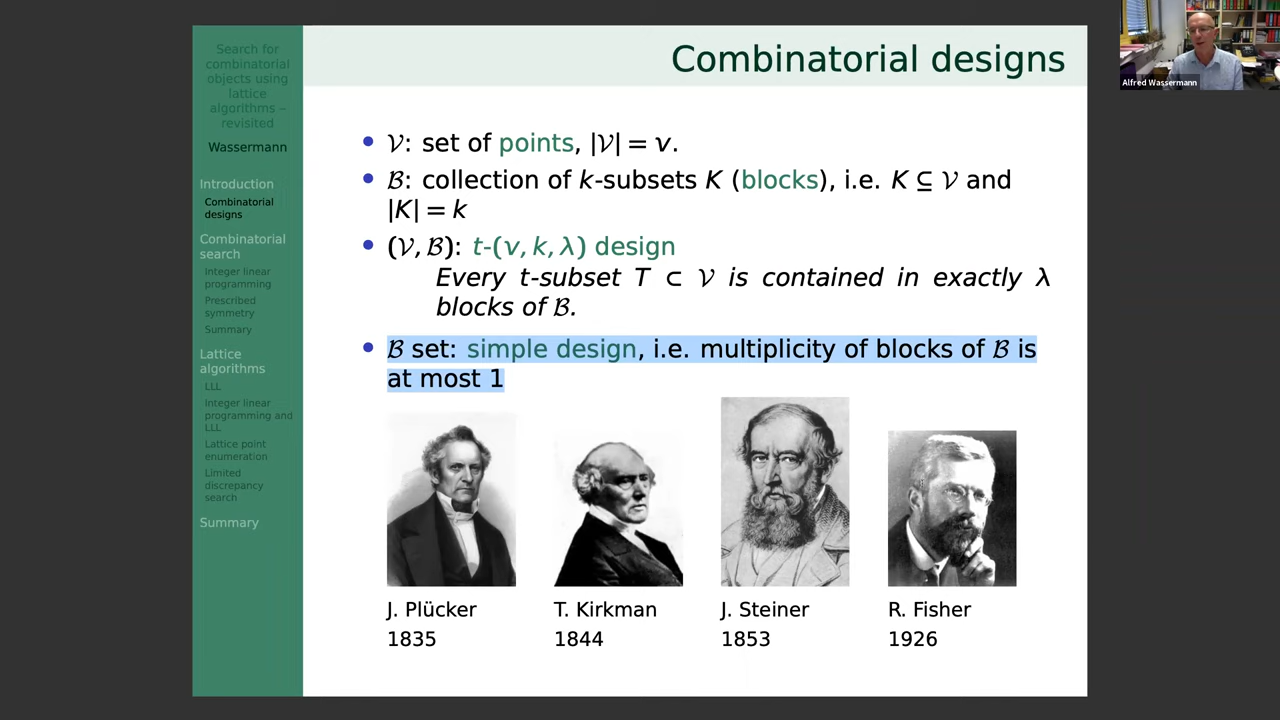 Search for
combinatorial
objects using
lattice
algorithms –
revisited
Wassermann
Introduction
Combinatorial
designs
Combinatorial
search
Integer linear
programming
Prescribed
symmetry
Summary
Lattice
algorithms
LLL
Integer linear
programming and
LLL
Lattice point
enumeration
Limited
discrepancy
search
Summary
Combinatorial designs
• 𝒱: set of points, |𝒱| = v.
• ℬ: collection of k-subsets K (blocks), i.e. K ⊆ 𝒱 and
|K| = k
• (𝒱, ℬ): t-(v, k, λ) design
Every t-subset T ⊂ 𝒱 is contained in exactly λ
blocks of ℬ.
• ℬ set: simple design, i.e. multiplicity of blocks of ℬ is
at most 1
J. Plücker
1835
T. Kirkman
1844
J. Steiner
1853
R. Fisher
1926
Alfred Wassermann